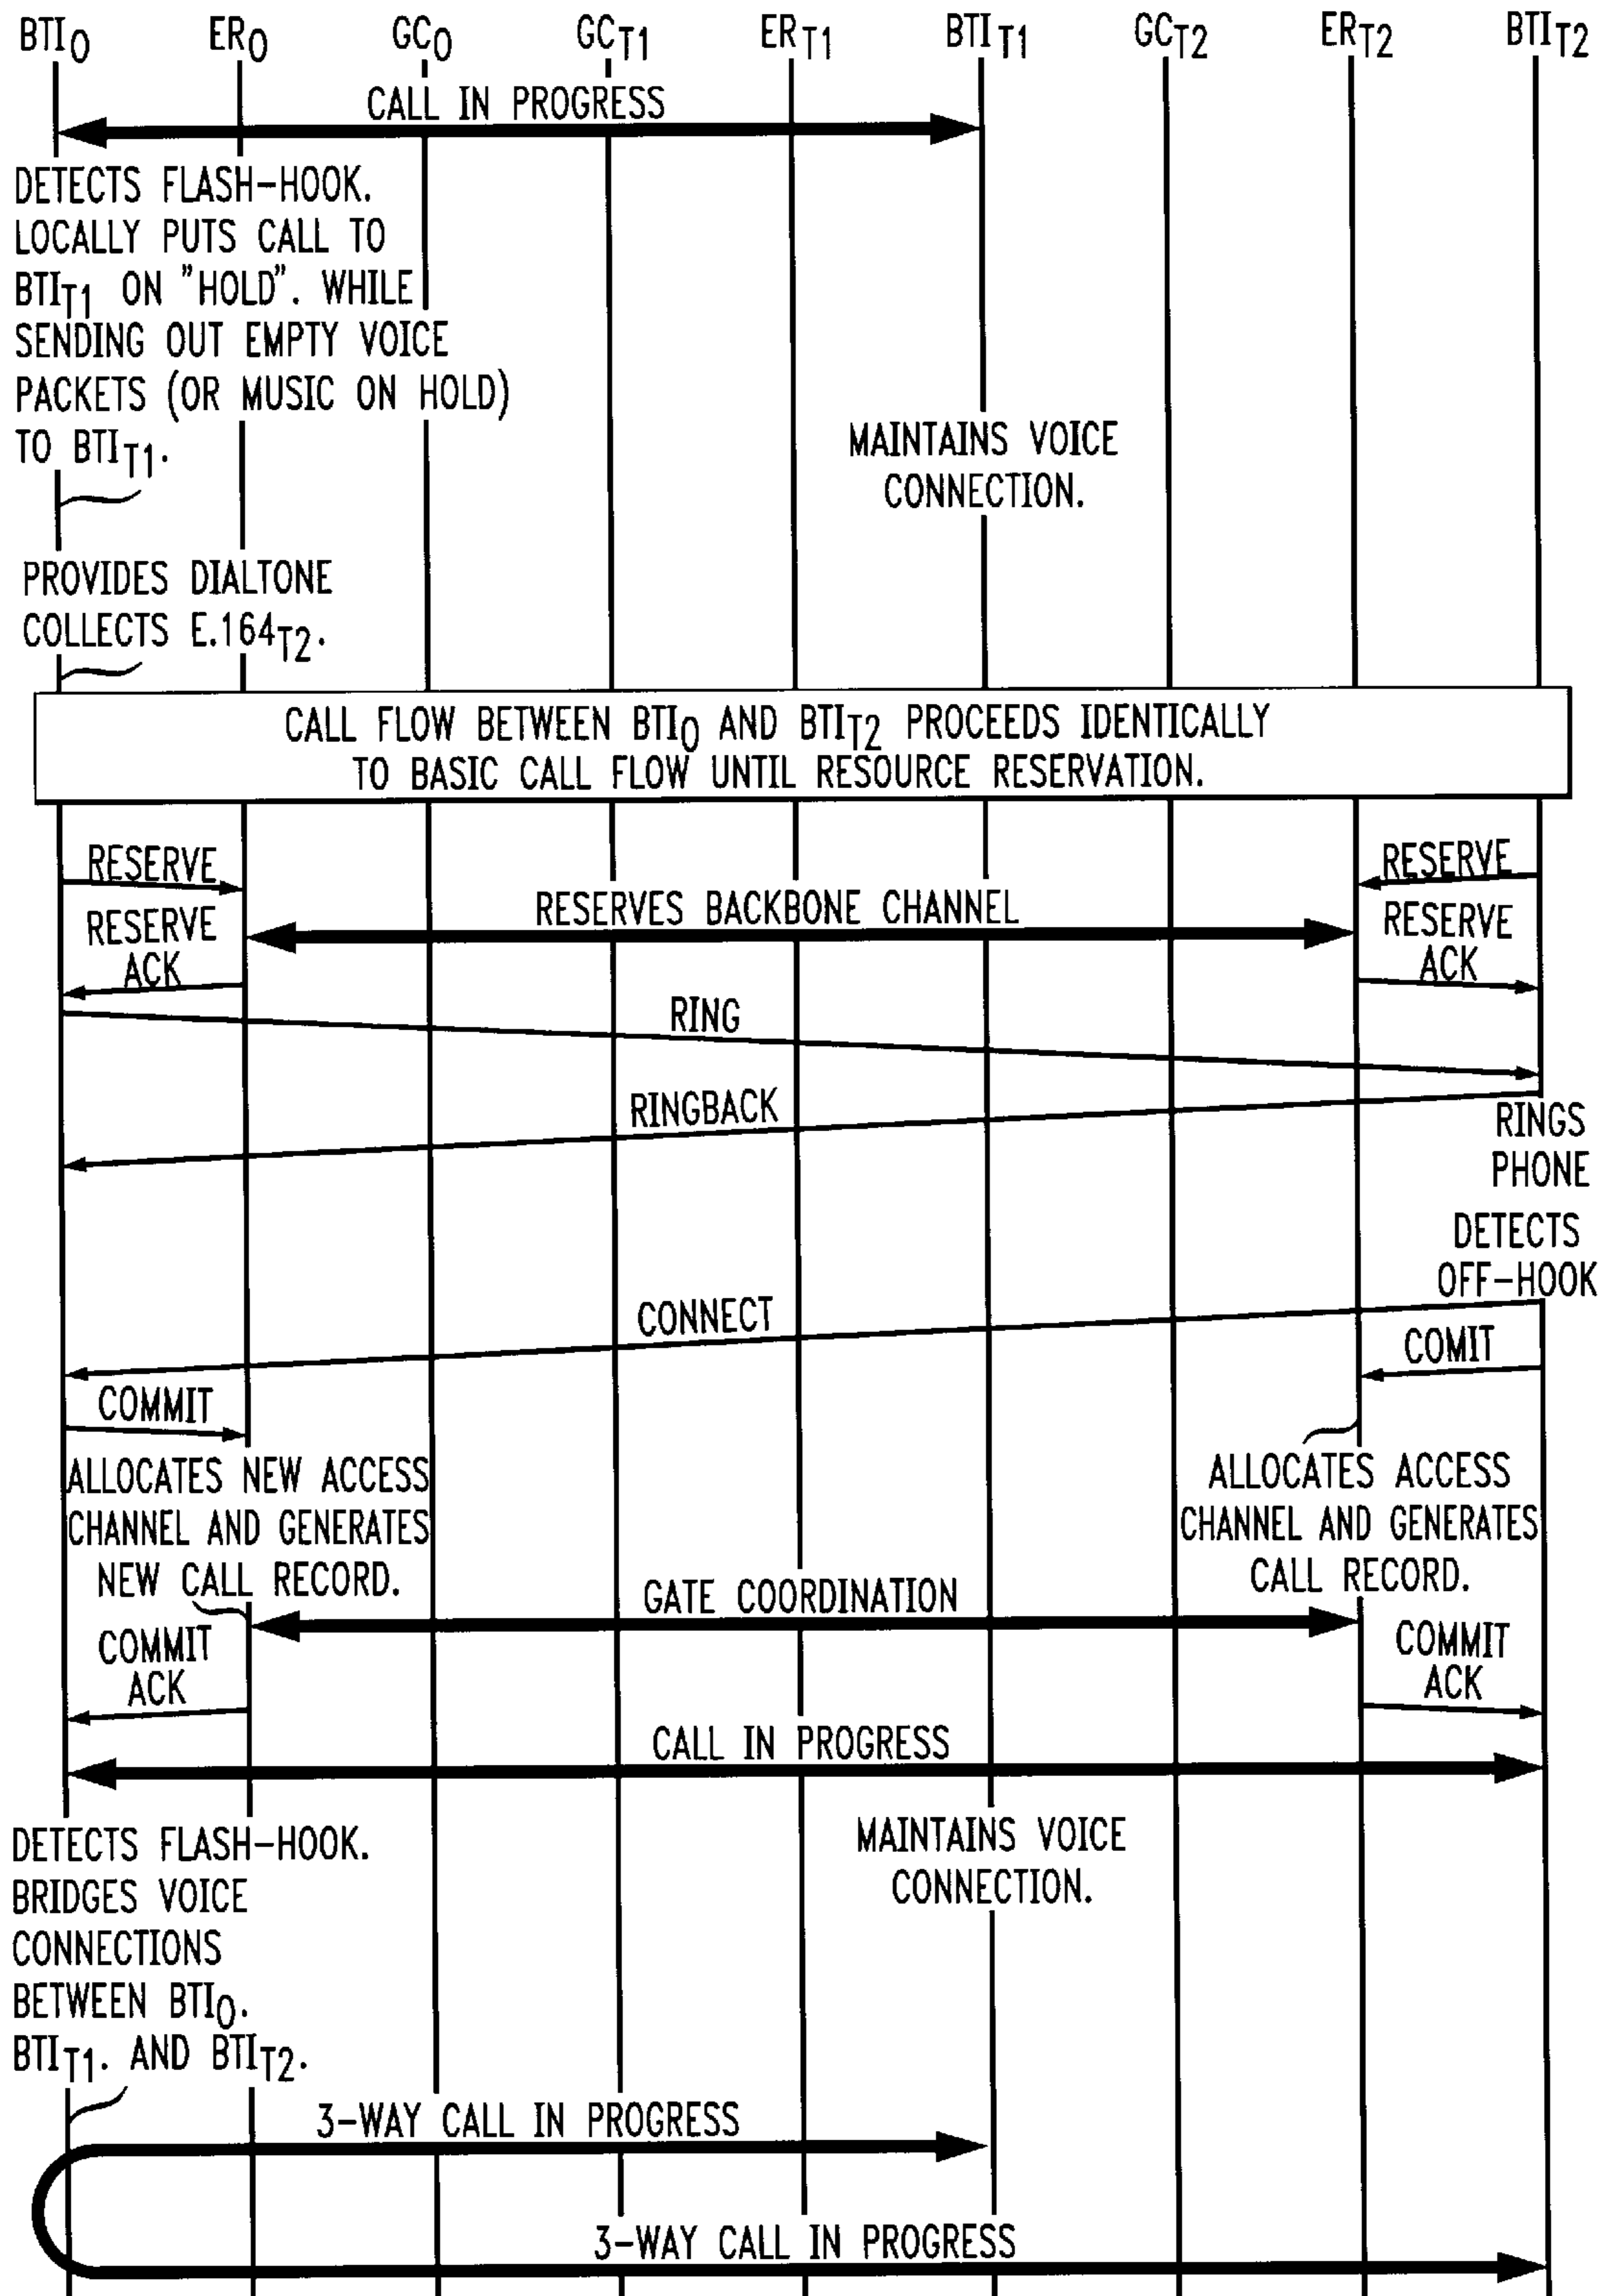 BTIO ERO GCO GCT1 ERT1 BTIT1 GCT2 ERT2 BTIT2
CALL IN PROGRESS
DETECTS FLASH-HOOK.
LOCALLY PUTS CALL TO
BTIT1 ON "HOLD". WHILE
SENDING OUT EMPTY VOICE
PACKETS (OR MUSIC ON HOLD)
TO BTIT1.
MAINTAINS VOICE
CONNECTION.
PROVIDES DIALTONE
COLLECTS E.164T2.
CALL FLOW BETWEEN BTIO AND BTIT2 PROCEEDS IDENTICALLY
TO BASIC CALL FLOW UNTIL RESOURCE RESERVATION.
RESERVE
RESERVE
RESERVES BACKBONE CHANNEL
RESERVE
ACK
RESERVE
ACK
RING
RINGBACK
RINGS
PHONE
DETECTS
OFF-HOOK
CONNECT
COMIT
COMMIT
ALLOCATES NEW ACCESS
CHANNEL AND GENERATES
NEW CALL RECORD.
ALLOCATES ACCESS
CHANNEL AND GENERATES
CALL RECORD.
GATE COORDINATION
COMMIT
ACK
COMMIT
ACK
CALL IN PROGRESS
DETECTS FLASH-HOOK.
BRIDGES VOICE
CONNECTIONS
BETWEEN BTIO.
BTIT1. AND BTIT2.
MAINTAINS VOICE
CONNECTION.
3-WAY CALL IN PROGRESS
3-WAY CALL IN PROGRESS